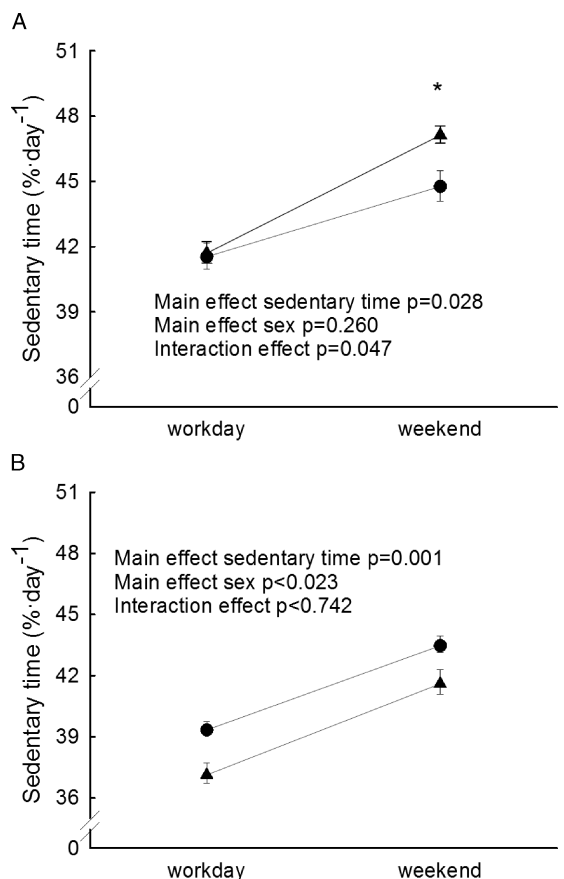 A
51
*
48
45
42
39
36
0
Sedentary time (%·day⁻¹)
Main effect sedentary time p=0.028
Main effect sex p=0.260
Interaction effect p=0.047
workday weekend
B
51
48
45
42
39
36
0
Sedentary time (%·day⁻¹)
Main effect sedentary time p=0.001
Main effect sex p<0.023
Interaction effect p<0.742
workday weekend